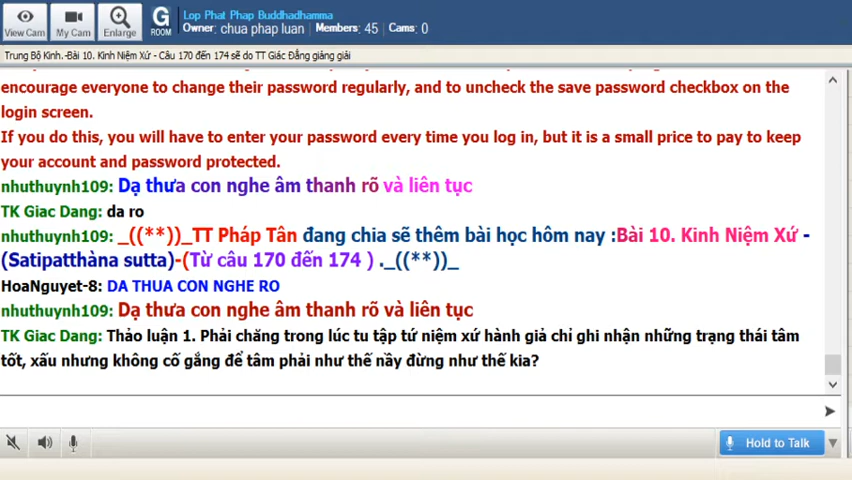 Lop Phat Phap Buddhadhamma
Owner: chua phap luan / Members: 45 / Cams: 0
View Cam
My Cam
Enlarge
G
ROOM
Trung Bộ Kinh.-Bài 10. Kinh Niệm Xứ - Câu 170 đến 174 sẽ do TT Giác Đẳng giảng giải
encourage everyone to change their password regularly, and to uncheck the save password checkbox on the
login screen.
If you do this, you will have to enter your password every time you log in, but it is a small price to pay to keep
your account and password protected.
nhuthuynh109: Dạ thưa con nghe âm thanh rõ và liên tục
TK Giac Dang: da ro
nhuthuynh109: _((**))_TT Pháp Tân đang chia sẽ thêm bài học hôm nay :Bài 10. Kinh Niệm Xứ -
(Satipatthàna sutta)-(Từ câu 170 đến 174 ) ._((**))_
HoaNguyet-8: DA THUA CON NGHE RO
nhuthuynh109: Dạ thưa con nghe âm thanh rõ và liên tục
TK Giac Dang: Thảo luận 1. Phải chăng trong lúc tu tập tứ niệm xứ hành giả chỉ ghi nhận những trạng thái tâm
tốt, xấu nhưng không cố gắng để tâm phải như thế nầy đừng như thế kia?
Hold to Talk